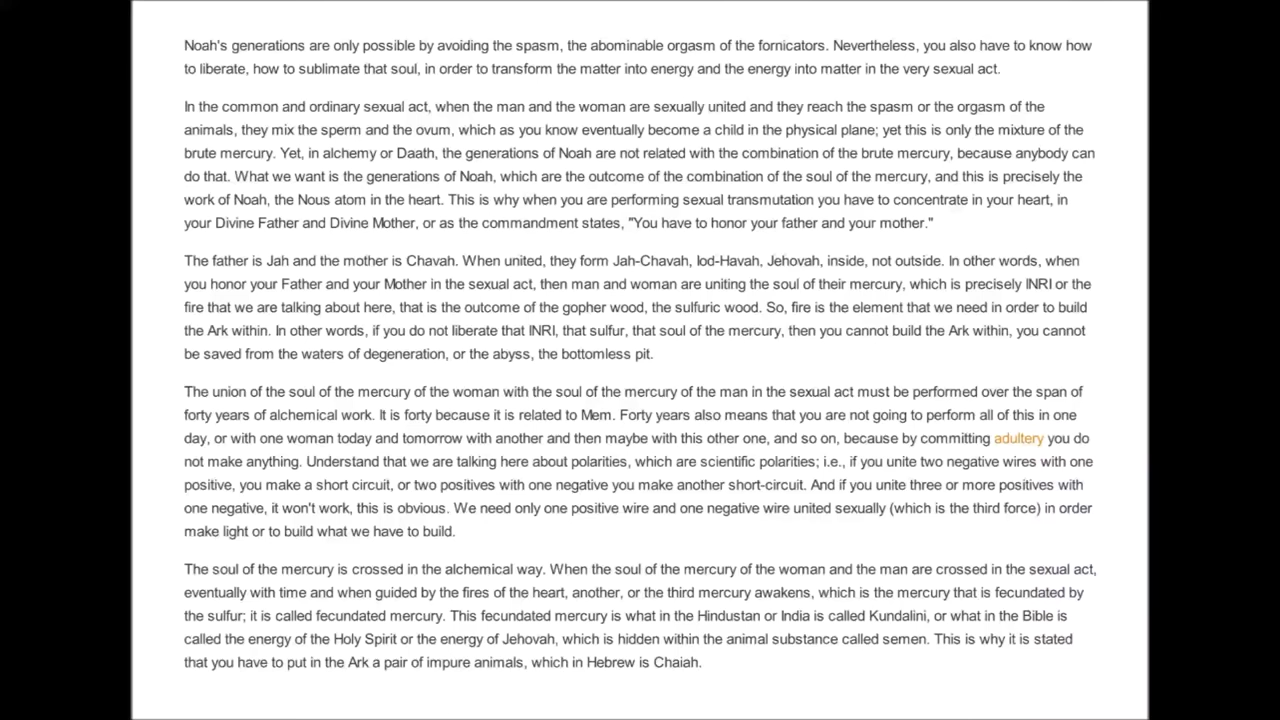 Noah's generations are only possible by avoiding the spasm, the abominable orgasm of the fornicators. Nevertheless, you also have to know how
to liberate, how to sublimate that soul, in order to transform the matter into energy and the energy into matter in the very sexual act.
In the common and ordinary sexual act, when the man and the woman are sexually united and they reach the spasm or the orgasm of the
animals, they mix the sperm and the ovum, which as you know eventually become a child in the physical plane; yet this is only the mixture of the
brute mercury. Yet, in alchemy or Daath, the generations of Noah are not related with the combination of the brute mercury, because anybody can
do that. What we want is the generations of Noah, which are the outcome of the combination of the soul of the mercury, and this is precisely the
work of Noah, the Nous atom in the heart. This is why when you are performing sexual transmutation you have to concentrate in your heart, in
your Divine Father and Divine Mother, or as the commandment states, "You have to honor your father and your mother."
The father is Jah and the mother is Chavah. When united, they form Jah-Chavah, Iod-Havah, Jehovah, inside, not outside. In other words, when
you honor your Father and your Mother in the sexual act, then man and woman are uniting the soul of their mercury, which is precisely INRI or the
fire that we are talking about here, that is the outcome of the gopher wood, the sulfuric wood. So, fire is the element that we need in order to build
the Ark within. In other words, if you do not liberate that INRI, that sulfur, that soul of the mercury, then you cannot build the Ark within, you cannot
be saved from the waters of degeneration, or the abyss, the bottomless pit.
The union of the soul of the mercury of the woman with the soul of the mercury of the man in the sexual act must be performed over the span of
forty years of alchemical work. It is forty because it is related to Mem. Forty years also means that you are not going to perform all of this in one
day, or with one woman today and tomorrow with another and then maybe with this other one, and so on, because by committing adultery you do
not make anything. Understand that we are talking here about polarities, which are scientific polarities; i.e., if you unite two negative wires with one
positive, you make a short circuit, or two positives with one negative you make another short-circuit. And if you unite three or more positives with
one negative, it won't work, this is obvious. We need only one positive wire and one negative wire united sexually (which is the third force) in order
make light or to build what we have to build.
The soul of the mercury is crossed in the alchemical way. When the soul of the mercury of the woman and the man are crossed in the sexual act,
eventually with time and when guided by the fires of the heart, another, or the third mercury awakens, which is the mercury that is fecundated by
the sulfur; it is called fecundated mercury. This fecundated mercury is what in the Hindustan or India is called Kundalini, or what in the Bible is
called the energy of the Holy Spirit or the energy of Jehovah, which is hidden within the animal substance called semen. This is why it is stated
that you have to put in the Ark a pair of impure animals, which in Hebrew is Chaiah.